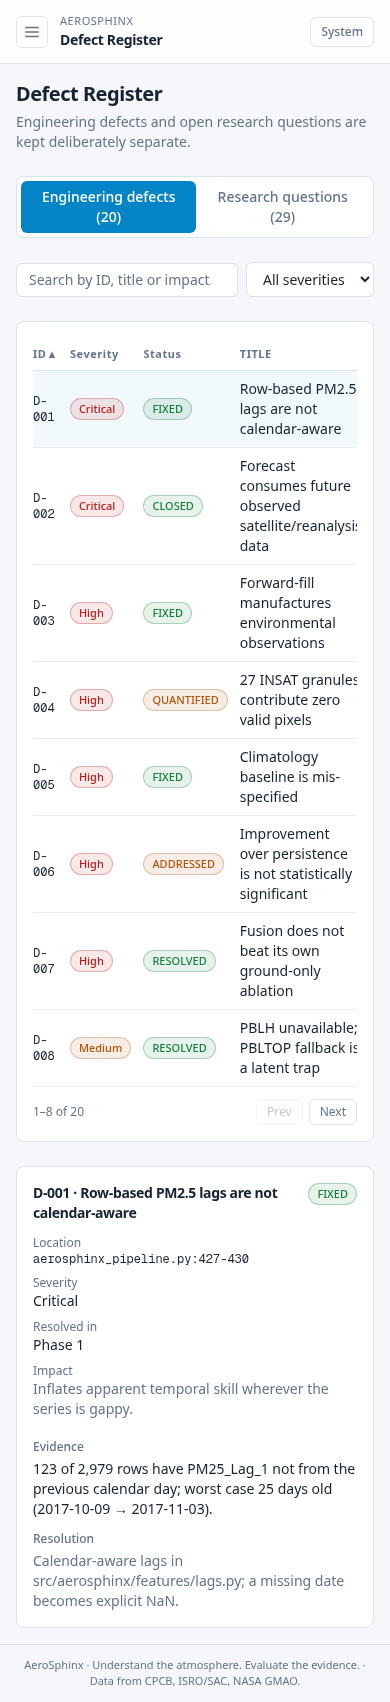 AEROSPHINX
Defect Register
System
Defect Register
Engineering defects and open research questions are
kept deliberately separate.
Engineering defects
(20)
Research questions
(29)
Search by ID, title or impact
All severities
ID ▲ Severity Status TITLE
D-
001
Critical
FIXED
Row-based PM2.5
lags are not
calendar-aware
D-
002
Critical
CLOSED
Forecast
consumes future
observed
satellite/reanalysis
data
D-
003
High
FIXED
Forward-fill
manufactures
environmental
observations
D-
004
High
QUANTIFIED
27 INSAT granules
contribute zero
valid pixels
D-
005
High
FIXED
Climatology
baseline is mis-
specified
D-
006
High
ADDRESSED
Improvement
over persistence
is not statistically
significant
D-
007
High
RESOLVED
Fusion does not
beat its own
ground-only
ablation
D-
008
Medium
RESOLVED
PBLH unavailable;
PBLTOP fallback is
a latent trap
1–8 of 20
Prev
Next
D-001 · Row-based PM2.5 lags are not
calendar-aware
FIXED
Location
aerosphinx_pipeline.py:427-430
Severity
Critical
Resolved in
Phase 1
Impact
Inflates apparent temporal skill wherever the
series is gappy.
Evidence
123 of 2,979 rows have PM25_Lag_1 not from the
previous calendar day; worst case 25 days old
(2017-10-09 → 2017-11-03).
Resolution
Calendar-aware lags in
src/aerosphinx/features/lags.py; a missing date
becomes explicit NaN.
AeroSphinx · Understand the atmosphere. Evaluate the evidence. ·
Data from CPCB, ISRO/SAC, NASA GMAO.